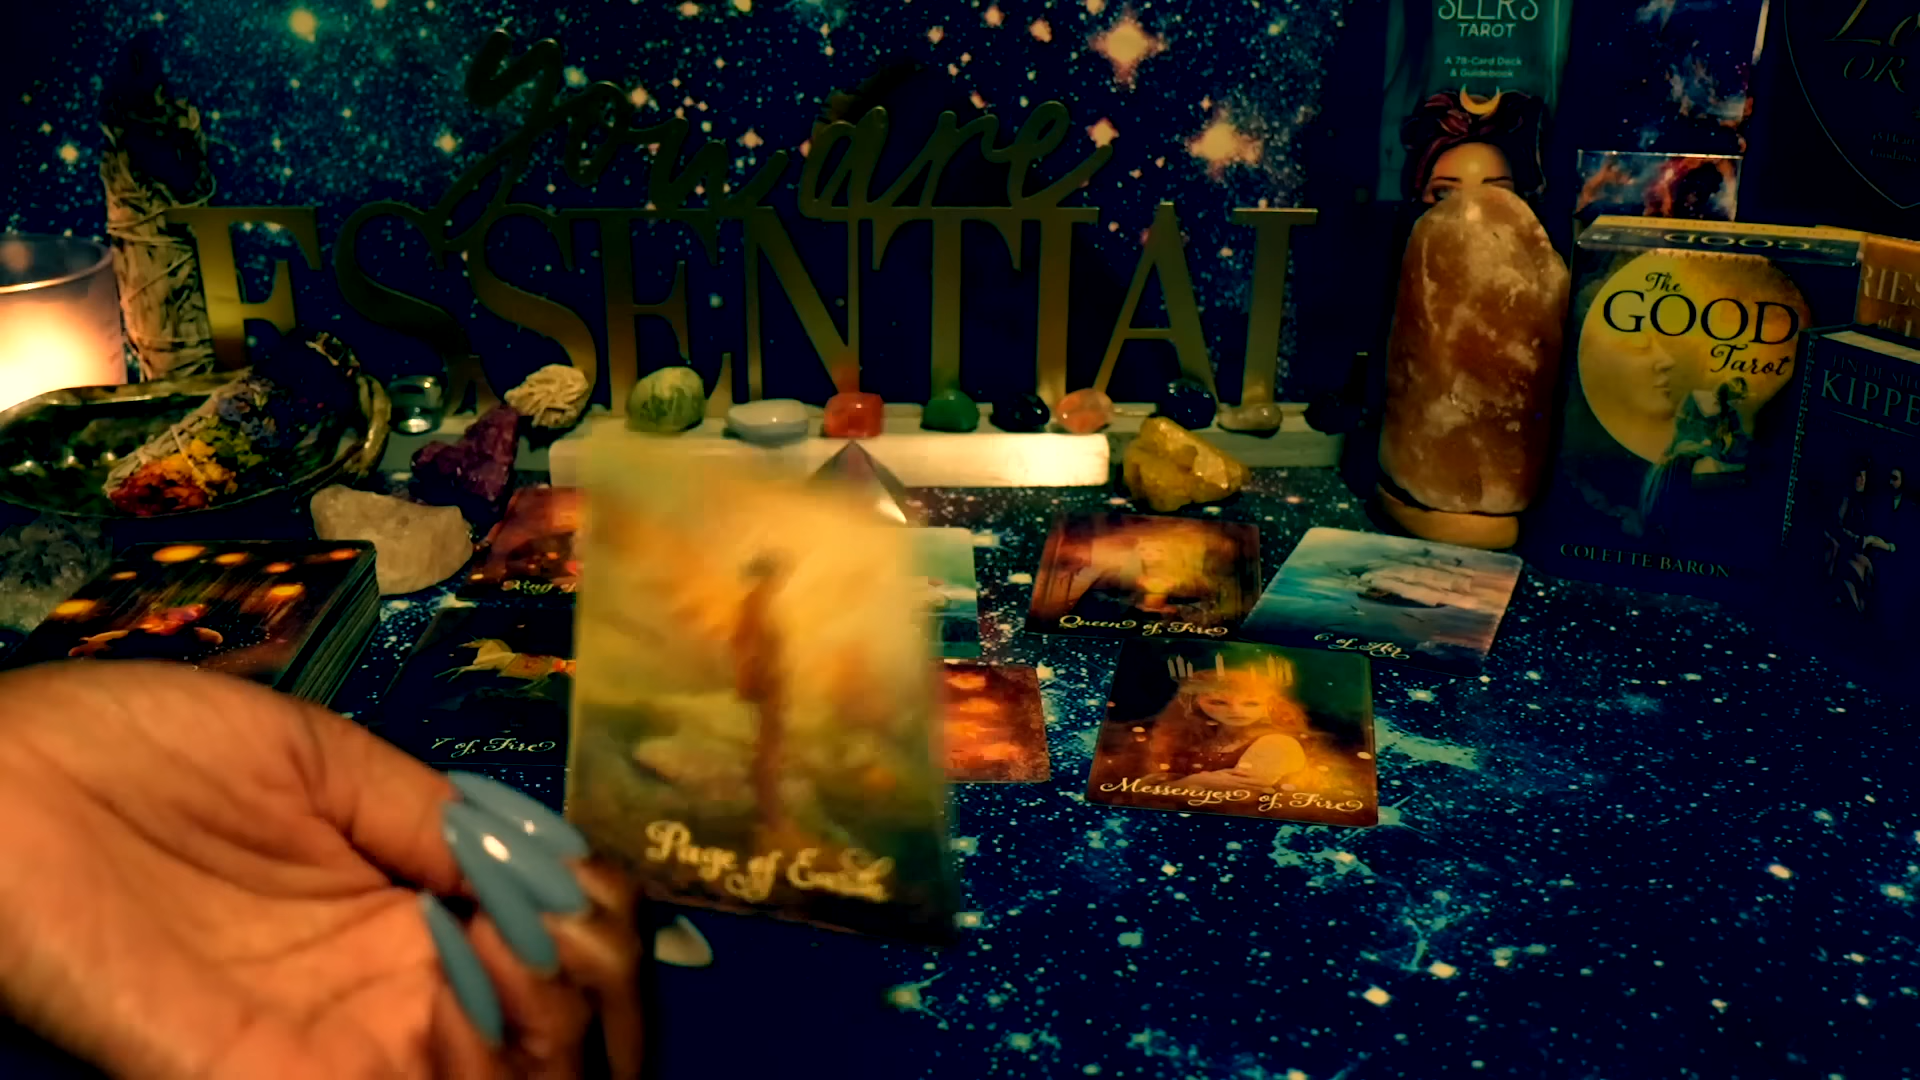 you are
ESSENTIAL
SEERS
TAROT
A 78-Card Deck
& Guidebook
The
GOOD
Tarot
COLETTE BARON
GOOD
KIPPE
King
Queen of Fire
6 of Air
7 of Fire
Messenger of Fire
Page of Earth